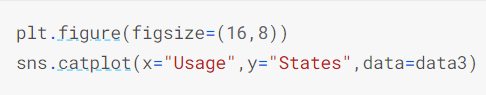 plt.figure(figsize=(16,8))
sns.catplot(x="Usage",y="States",data=data3)